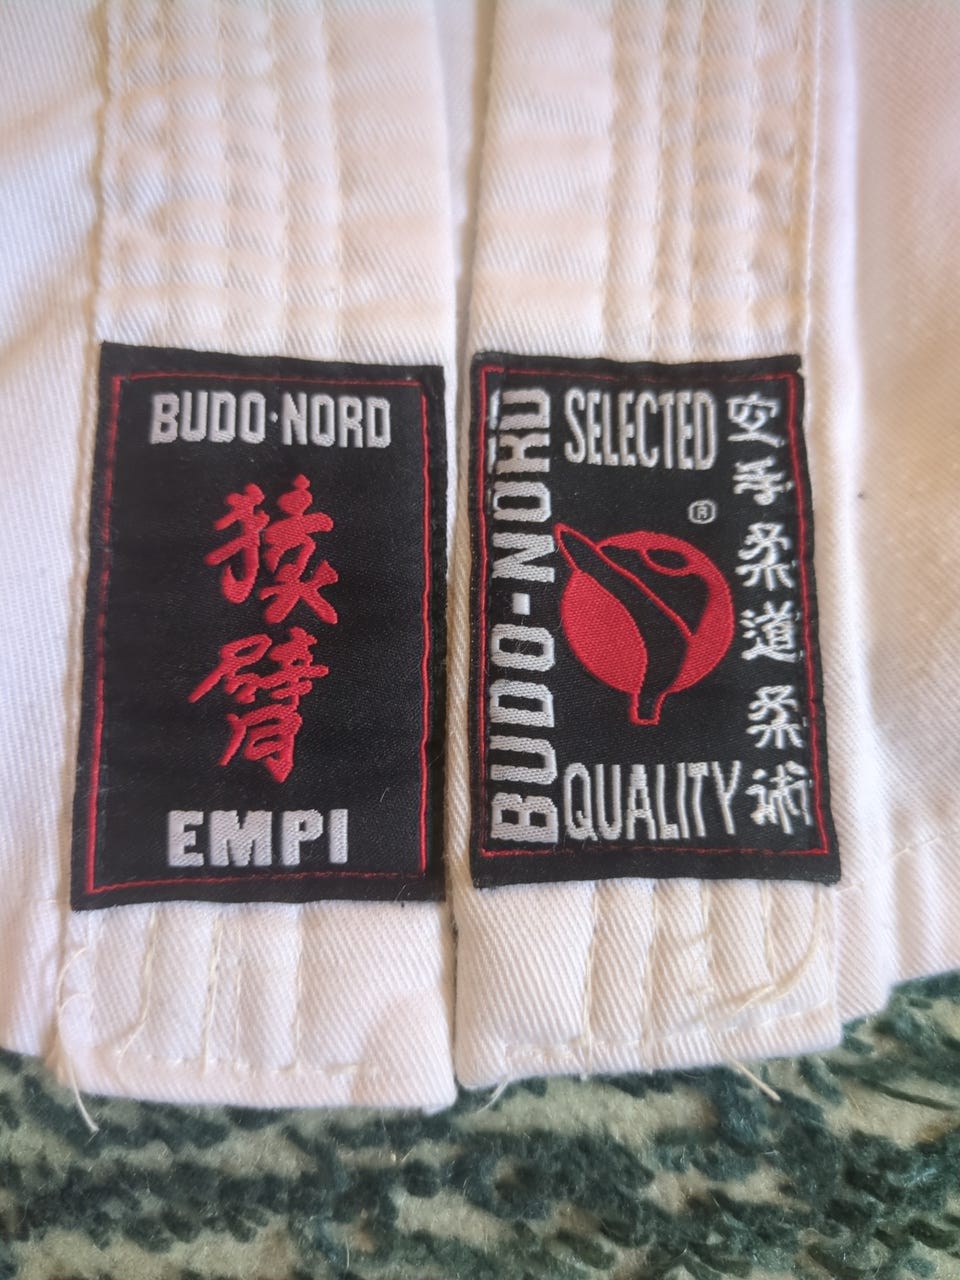 BUDO·NORD
猿
臂
EMPI
BUDO-NORD
SELECTED
®
QUALITY
空手柔道柔術